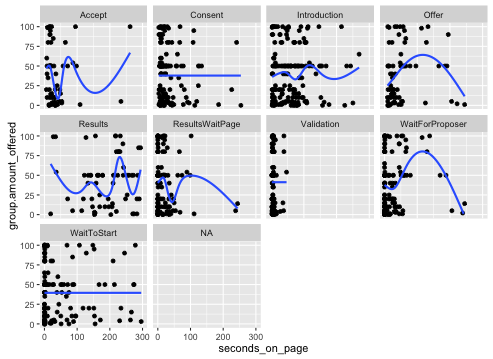 Accept Consent Introduction Offer
100
75
50
25
0
Results ResultsWaitPage Validation WaitForProposer
100
75
50
25
0
group.amount_offered
WaitToStart NA
100
75
50
25
0
0 100 200 300 0 100 200 300
seconds_on_page